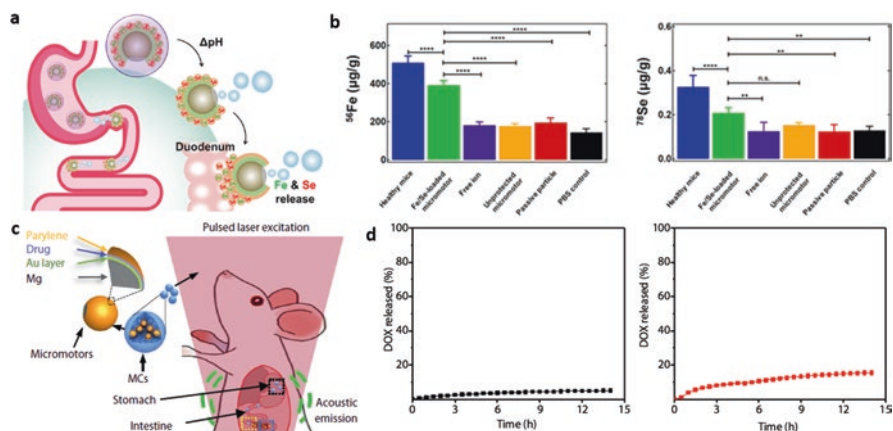 a
ΔpH
Duodenum
Fe & Se
release
b
⁵⁶Fe (µg/g)
600
400
200
0
****
****
****
****
****
Healthy mice
Fe/Se-loaded
micromotor
Free ion
Unprotected
micromotor
Passive particle
PBS control
⁷⁸Se (µg/g)
0.6
0.4
0.2
0.0
**
**
****
n.s.
**
Healthy mice
Fe/Se-loaded
micromotor
Free ion
Unprotected
micromotor
Passive particle
PBS control
c
Pulsed laser excitation
Parylene
Drug
Au layer
Mg
Micromotors
MCs
Stomach
Intestine
Acoustic
emission
d
DOX released (%)
100
80
60
40
20
0 3 6 9 12 15
Time (h)
DOX released (%)
100
80
60
40
20
0 3 6 9 12 15
Time (h)